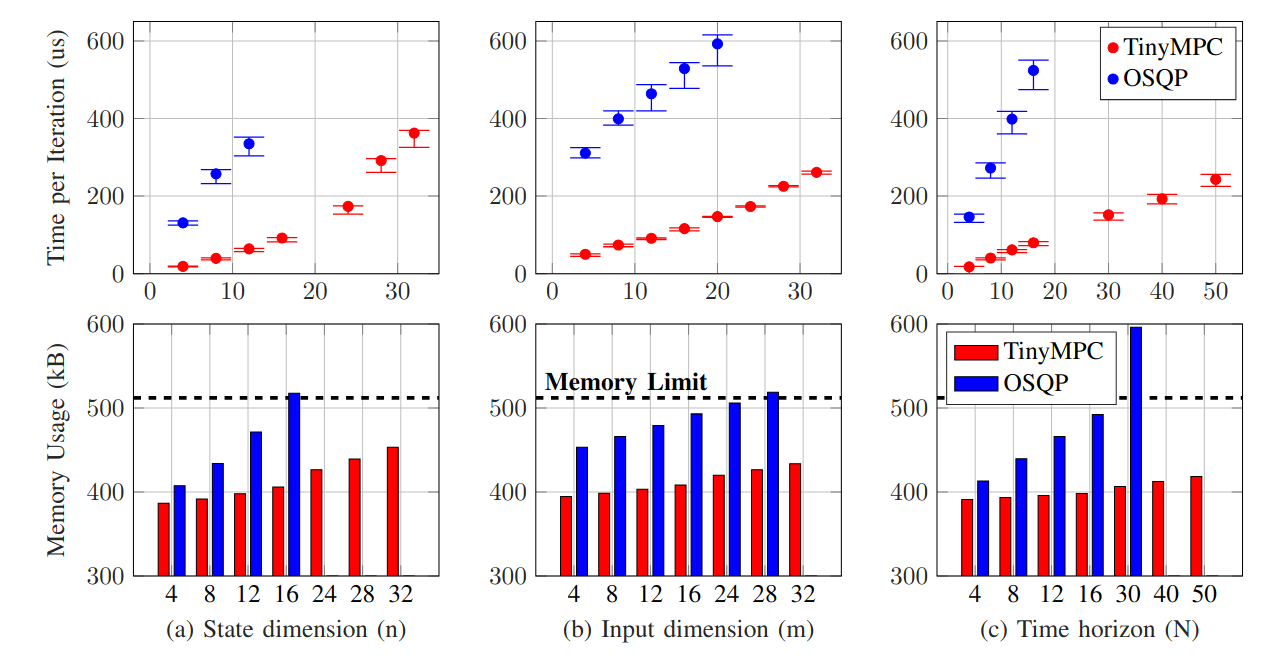 Time per Iteration (us)
600
400
200
0
0 10 20 30
600
400
200
0
0 10 20 30
600
400
200
0
0 10 20 30 40 50
TinyMPC
OSQP
Memory Usage (kB)
600
500
400
300
4 8 12 16 24 28 32
(a) State dimension (n)
600
500
400
300
Memory Limit
4 8 12 16 24 28 32
(b) Input dimension (m)
600
500
400
300
TinyMPC
OSQP
4 8 12 16 30 40 50
(c) Time horizon (N)